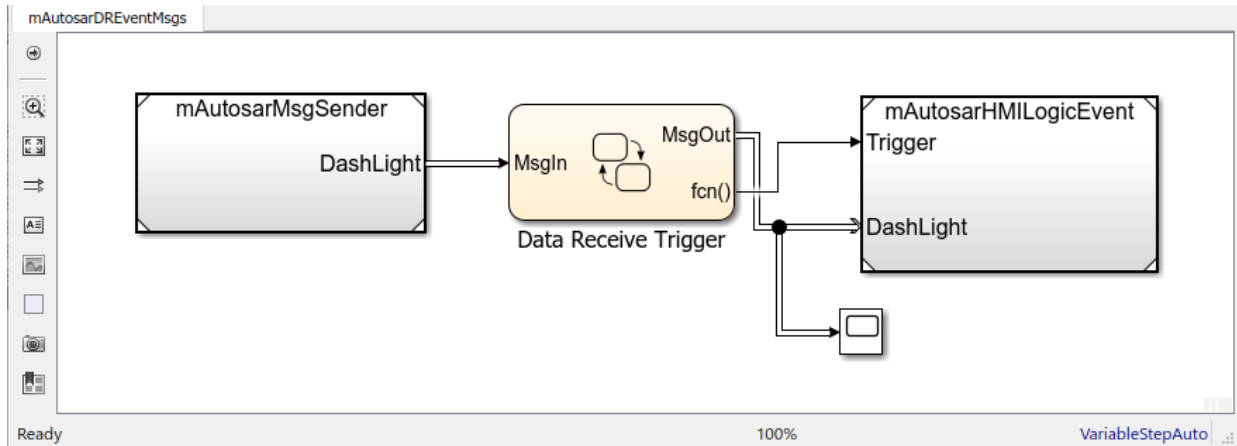 mAutosarDREventMsgs
mAutosarMsgSender
DashLight
MsgIn
MsgOut
fcn()
Data Receive Trigger
mAutosarHMILogicEvent
Trigger
DashLight
A
Ready
100%
VariableStepAuto